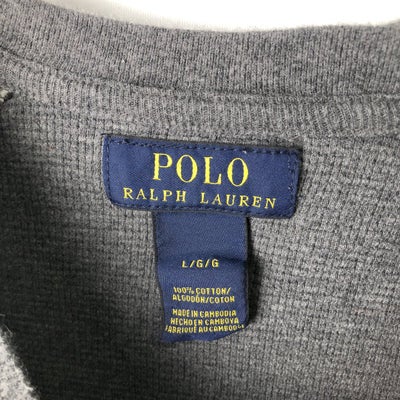 POLO
RALPH LAUREN
L/G/G
100% COTTON/
ALGODÓN/COTON
MADE IN CAMBODIA
HECHO EN CAMBOYA
FABRIQUÉ AU CAMBODGE